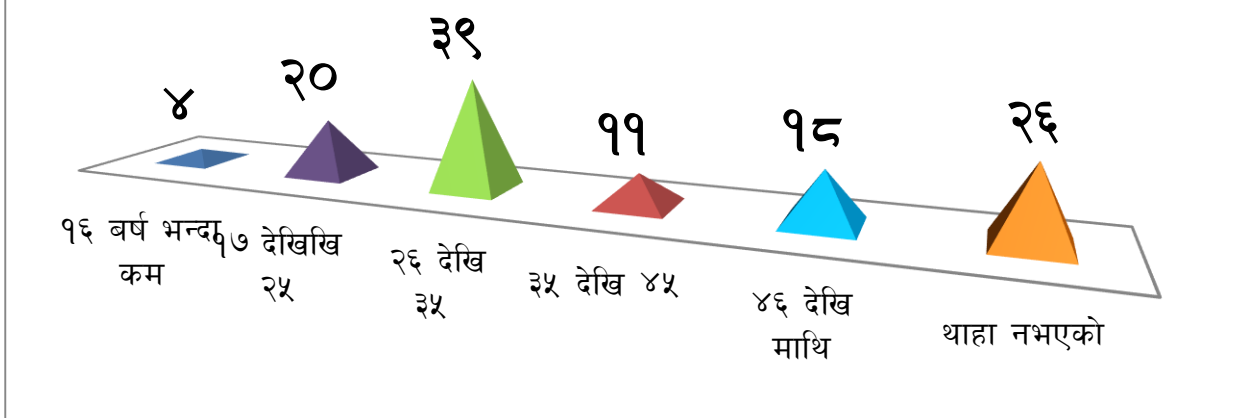 ४
२०
३९
११
१८
२६
१६ बर्ष भन्दा
कम
१७ देखिखि
२५
२६ देखि
३५
३५ देखि ४५
४६ देखि
माथि
थाहा नभएको